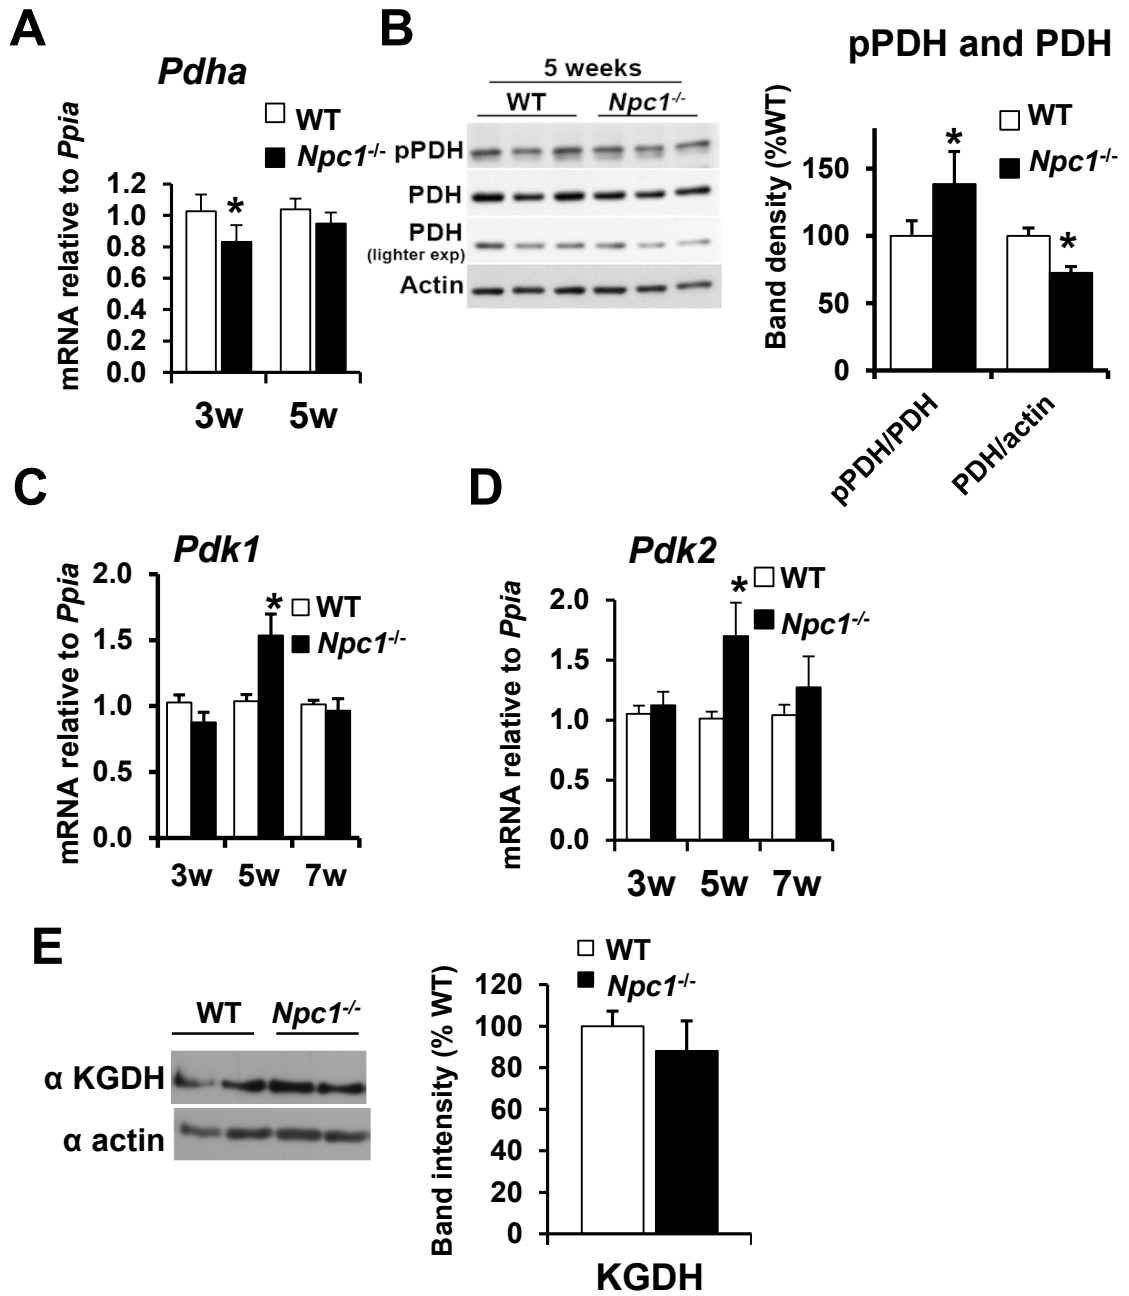 A
Pdha
WT
Npc1-/-
mRNA relative to Ppia
1.2
1.0
0.8
0.6
0.4
0.2
0.0
*
3w
5w
B
5 weeks
WT
Npc1-/-
pPDH
PDH
PDH
(lighter exp)
Actin
pPDH and PDH
WT
Npc1-/-
Band density (%WT)
150
100
50
0
*
*
pPDH/PDH
PDH/actin
C
Pdk1
WT
Npc1-/-
mRNA relative to Ppia
2.0
1.5
1.0
0.5
0.0
*
3w
5w
7w
D
Pdk2
WT
Npc1-/-
mRNA relative to Ppia
2.0
1.5
1.0
0.5
0.0
*
3w
5w
7w
E
WT
Npc1-/-
α KGDH
α actin
WT
Npc1-/-
Band intensity (% WT)
120
100
80
60
40
20
0
KGDH